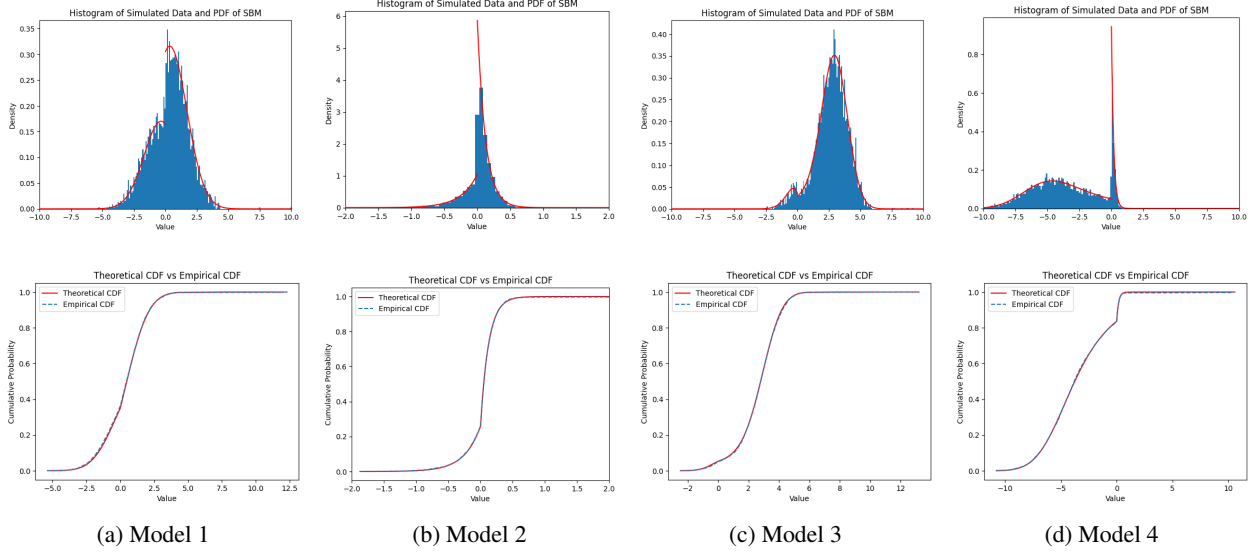 Histogram of Simulated Data and PDF of SBM
0.35
0.30
0.25
0.20
0.15
0.10
0.05
0.00
Density
-10.0 -7.5 -5.0 -2.5 0.0 2.5 5.0 7.5 10.0
Value
Histogram of Simulated Data and PDF of SBM
6
5
4
3
2
1
0
Density
-2.0 -1.5 -1.0 -0.5 0.0 0.5 1.0 1.5 2.0
Value
Histogram of Simulated Data and PDF of SBM
0.40
0.35
0.30
0.25
0.20
0.15
0.10
0.05
0.00
Density
-10.0 -7.5 -5.0 -2.5 0.0 2.5 5.0 7.5 10.0
Value
Histogram of Simulated Data and PDF of SBM
0.8
0.6
0.4
0.2
0.0
Density
-10.0 -7.5 -5.0 -2.5 0.0 2.5 5.0 7.5 10.0
Value
Theoretical CDF vs Empirical CDF
Theoretical CDF
Empirical CDF
1.0
0.8
0.6
0.4
0.2
0.0
Cumulative Probability
-5.0 -2.5 0.0 2.5 5.0 7.5 10.0 12.5
Value
Theoretical CDF vs Empirical CDF
Theoretical CDF
Empirical CDF
1.0
0.8
0.6
0.4
0.2
0.0
Cumulative Probability
-2.0 -1.5 -1.0 -0.5 0.0 0.5 1.0 1.5 2.0
Value
Theoretical CDF vs Empirical CDF
Theoretical CDF
Empirical CDF
1.0
0.8
0.6
0.4
0.2
0.0
Cumulative Probability
-2 0 2 4 6 8 10 12
Value
Theoretical CDF vs Empirical CDF
Theoretical CDF
Empirical CDF
1.0
0.8
0.6
0.4
0.2
0.0
Cumulative Probability
-10 -5 0 5 10
Value
(a) Model 1
(b) Model 2
(c) Model 3
(d) Model 4